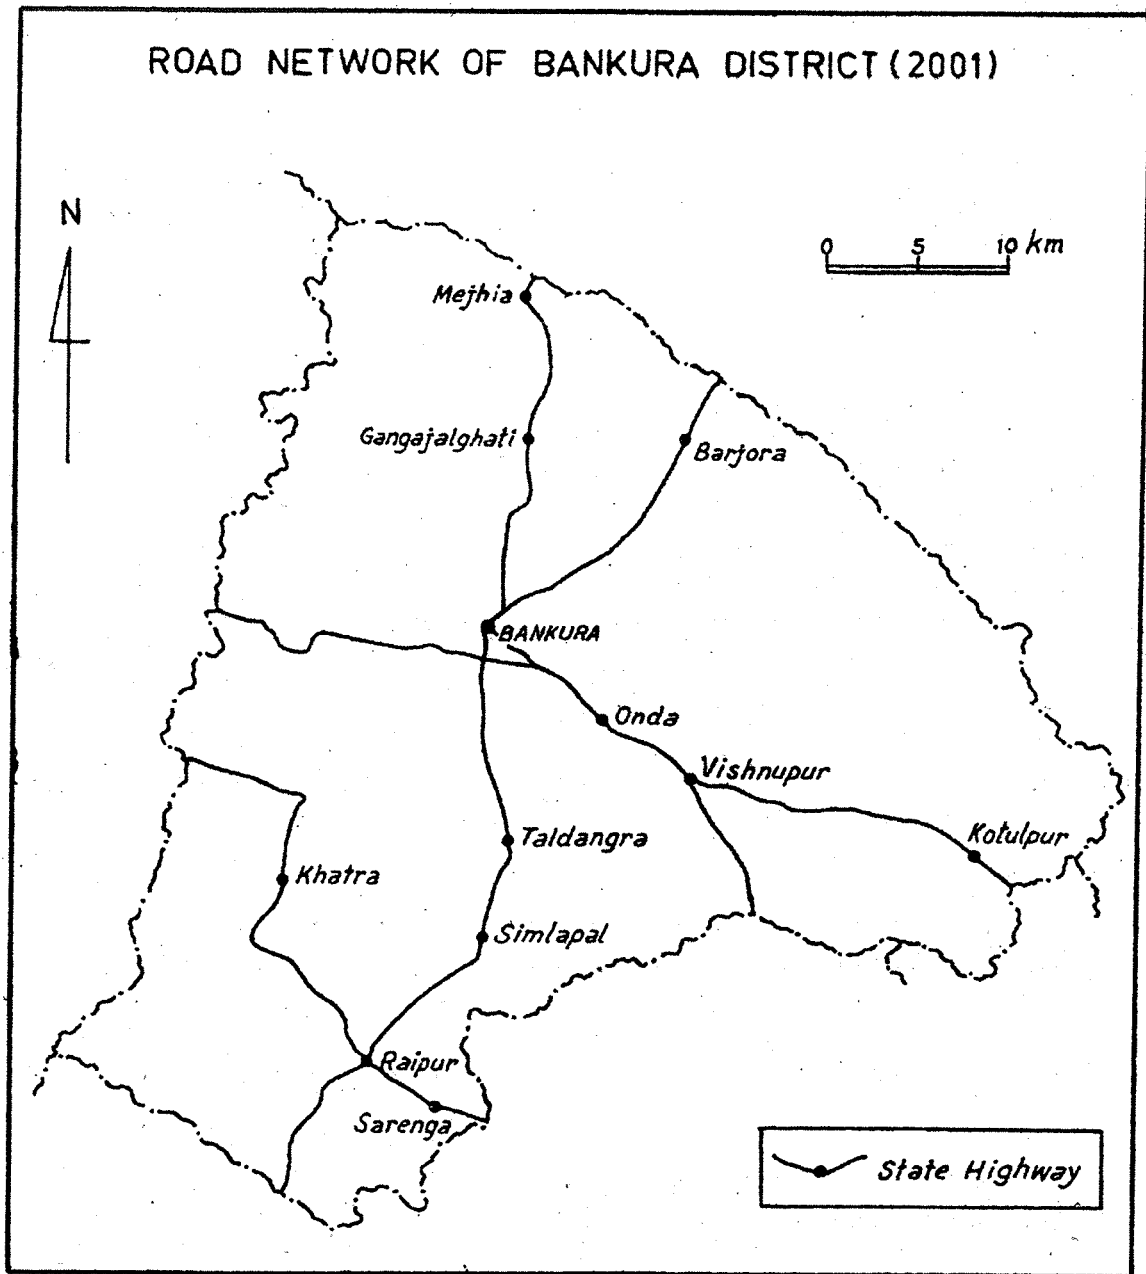 ROAD NETWORK OF BANKURA DISTRICT (2001)
N
0 5 10 km
Mejhia
Gangajalghati
Barjora
BANKURA
Onda
Vishnupur
Taldangra
Kotulpur
Khatra
Simlapal
Raipur
Sarenga
State Highway